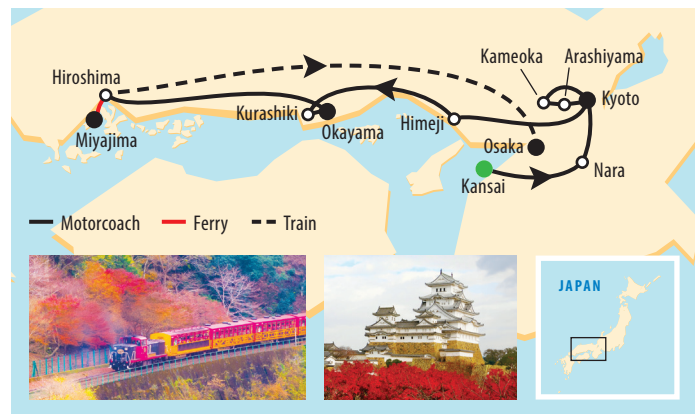 Kameoka
Arashiyama
Hiroshima
Kyoto
Kurashiki
Okayama
Himeji
Miyajima
Osaka
Nara
Kansai
Motorcoach
Ferry
Train
JAPAN